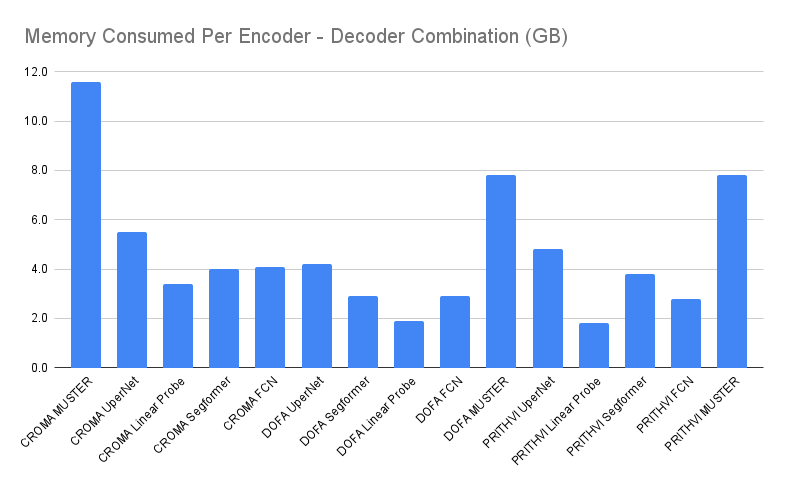 Memory Consumed Per Encoder - Decoder Combination (GB)
12.0
10.0
8.0
6.0
4.0
2.0
0.0
CROMA MUSTER
CROMA UperNet
CROMA Linear Probe
CROMA Segformer
CROMA FCN
DOFA UperNet
DOFA Segformer
DOFA Linear Probe
DOFA FCN
DOFA MUSTER
PRITHVI UperNet
PRITHVI Linear Probe
PRITHVI Segformer
PRITHVI FCN
PRITHVI MUSTER